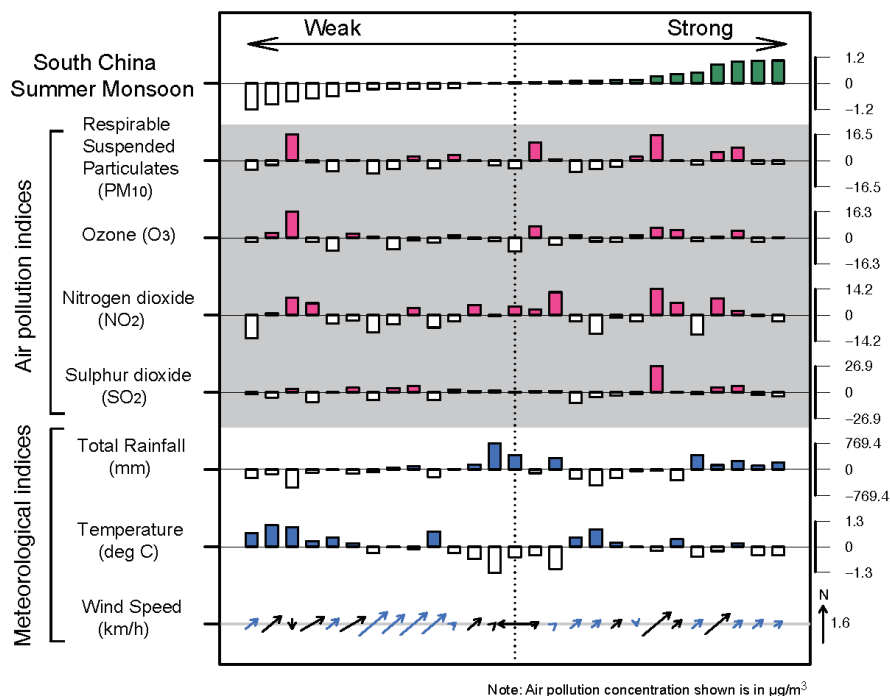 Weak
Strong
South China
Summer Monsoon
1.2
0
−1.2
Air pollution indices
Respirable
Suspended
Particulates
(PM10)
16.5
0
−16.5
Ozone (O3)
16.3
0
−16.3
Nitrogen dioxide
(NO2)
14.2
0
−14.2
Sulphur dioxide
(SO2)
26.9
0
−26.9
Meteorological indices
Total Rainfall
(mm)
769.4
0
−769.4
Temperature
(deg C)
1.3
0
−1.3
Wind Speed
(km/h)
N
1.6
Note: Air pollution concentration shown is in μg/m³